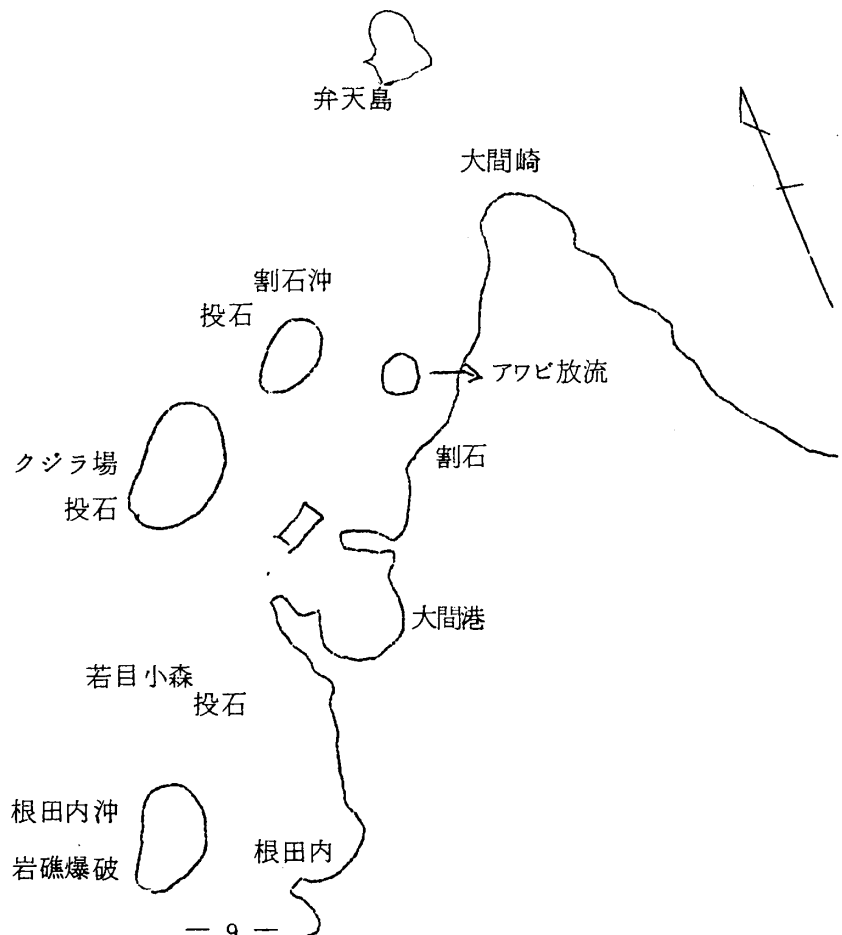 弁天島
大間崎
割石沖
投石
アワビ放流
クジラ場
投石
割石
大間港
若目小森
投石
根田内沖
岩礁爆破
根田内
— 9 —